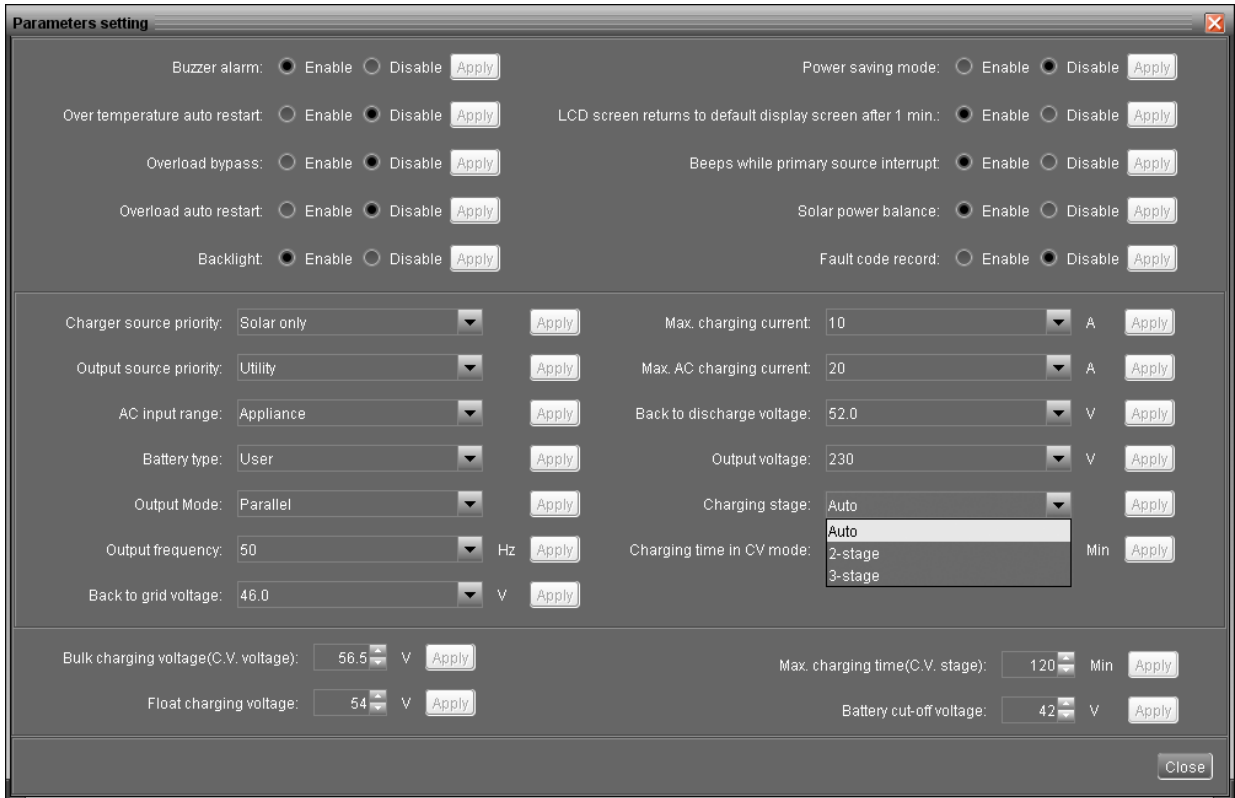 Parameters setting
Buzzer alarm: Enable Disable Apply Power saving mode: Enable Disable Apply
Over temperature auto restart: Enable Disable Apply LCD screen returns to default display screen after 1 min.: Enable Disable Apply
Overload bypass: Enable Disable Apply Beeps while primary source interrupt: Enable Disable Apply
Overload auto restart: Enable Disable Apply Solar power balance: Enable Disable Apply
Backlight: Enable Disable Apply Fault code record: Enable Disable Apply
Charger source priority: Solar only Apply Max. charging current: 10 A Apply
Output source priority: Utility Apply Max. AC charging current: 20 A Apply
AC input range: Appliance Apply Back to discharge voltage: 52.0 V Apply
Battery type: User Apply Output voltage: 230 V Apply
Output Mode: Parallel Apply Charging stage: Auto Apply
Auto
Output frequency: 50 Hz Apply Charging time in CV mode: 2-stage Min Apply
3-stage
Back to grid voltage: 46.0 V Apply
Bulk charging voltage(C.V. voltage): 56.5 V Apply Max. charging time(C.V. stage): 120 Min Apply
Float charging voltage: 54 V Apply Battery cut-off voltage: 42 V Apply
Close